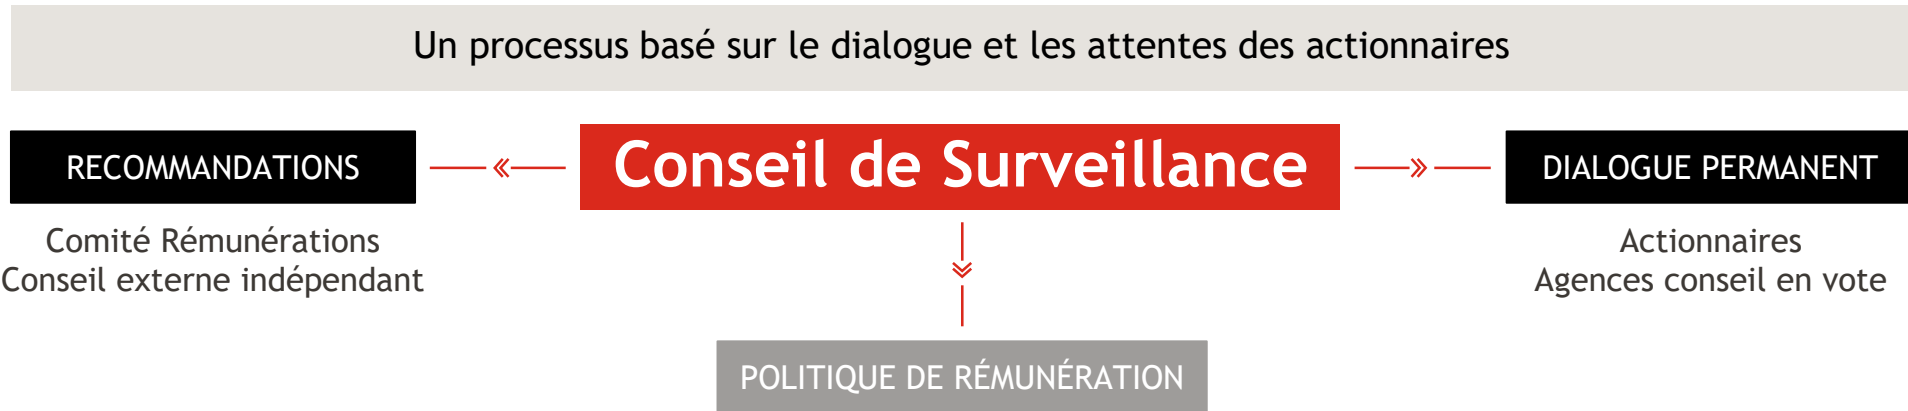 Un processus basé sur le dialogue et les attentes des actionnaires
RECOMMANDATIONS
Conseil de Surveillance
DIALOGUE PERMANENT
Comité Rémunérations
Conseil externe indépendant
Actionnaires
Agences conseil en vote
POLITIQUE DE RÉMUNÉRATION